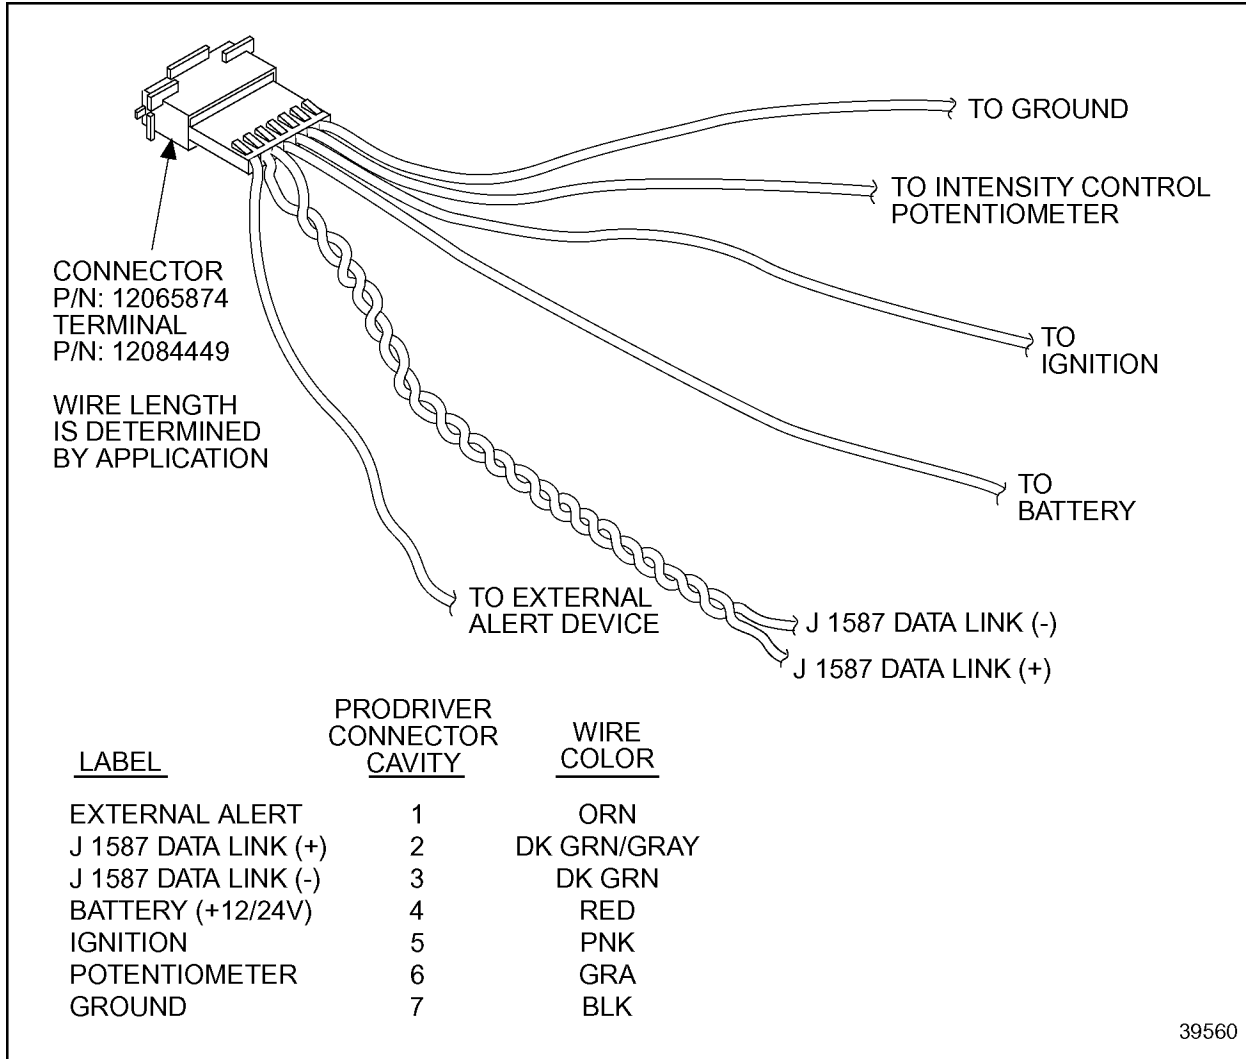 TO GROUND
TO INTENSITY CONTROL
POTENTIOMETER
CONNECTOR
P/N: 12065874
TERMINAL
P/N: 12084449
TO
IGNITION
WIRE LENGTH
IS DETERMINED
BY APPLICATION
TO
BATTERY
TO EXTERNAL
ALERT DEVICE
J 1587 DATA LINK (-)
J 1587 DATA LINK (+)
LABEL
PRODRIVER
CONNECTOR
CAVITY
WIRE
COLOR
EXTERNAL ALERT 1 ORN
J 1587 DATA LINK (+) 2 DK GRN/GRAY
J 1587 DATA LINK (-) 3 DK GRN
BATTERY (+12/24V) 4 RED
IGNITION 5 PNK
POTENTIOMETER 6 GRA
GROUND 7 BLK
39560